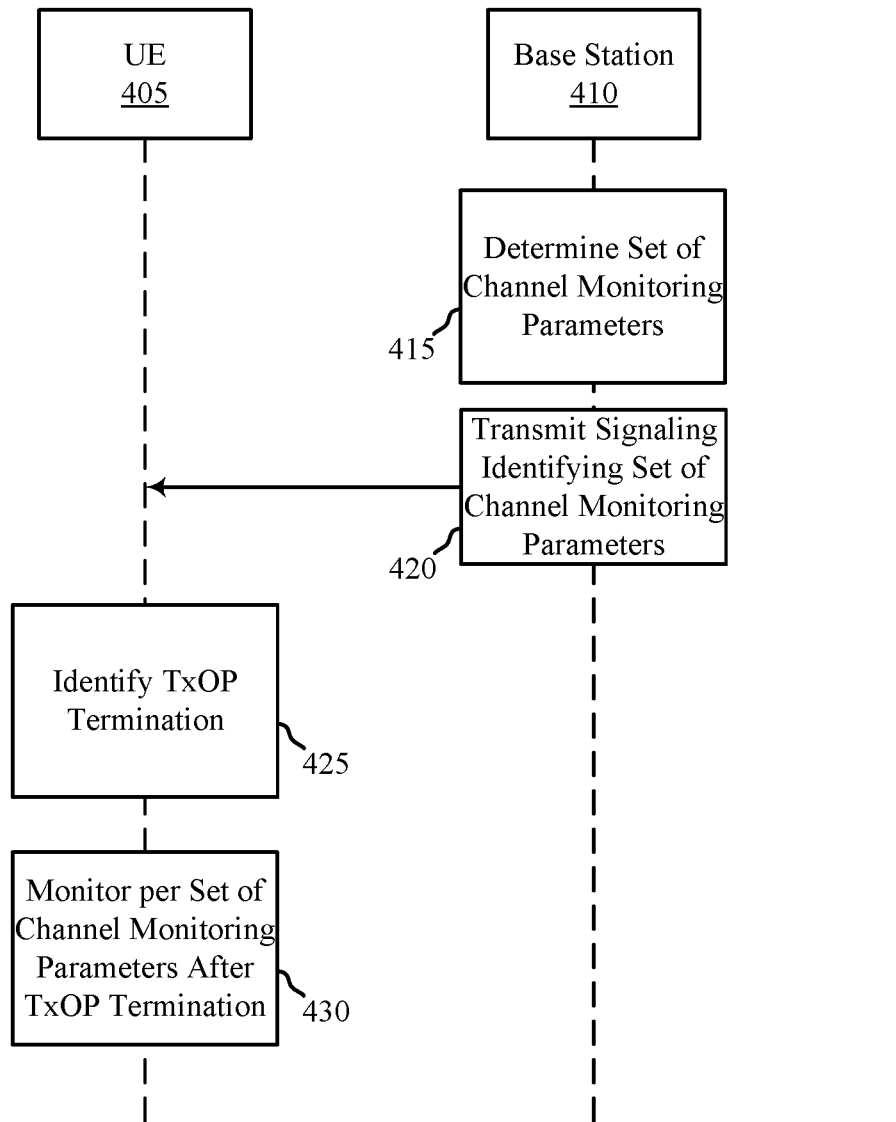 UE
405
Base Station
410
Determine Set of
Channel Monitoring
Parameters
415
Transmit Signaling
Identifying Set of
Channel Monitoring
Parameters
420
Identify TxOP
Termination
425
Monitor per Set of
Channel Monitoring
Parameters After
TxOP Termination
430